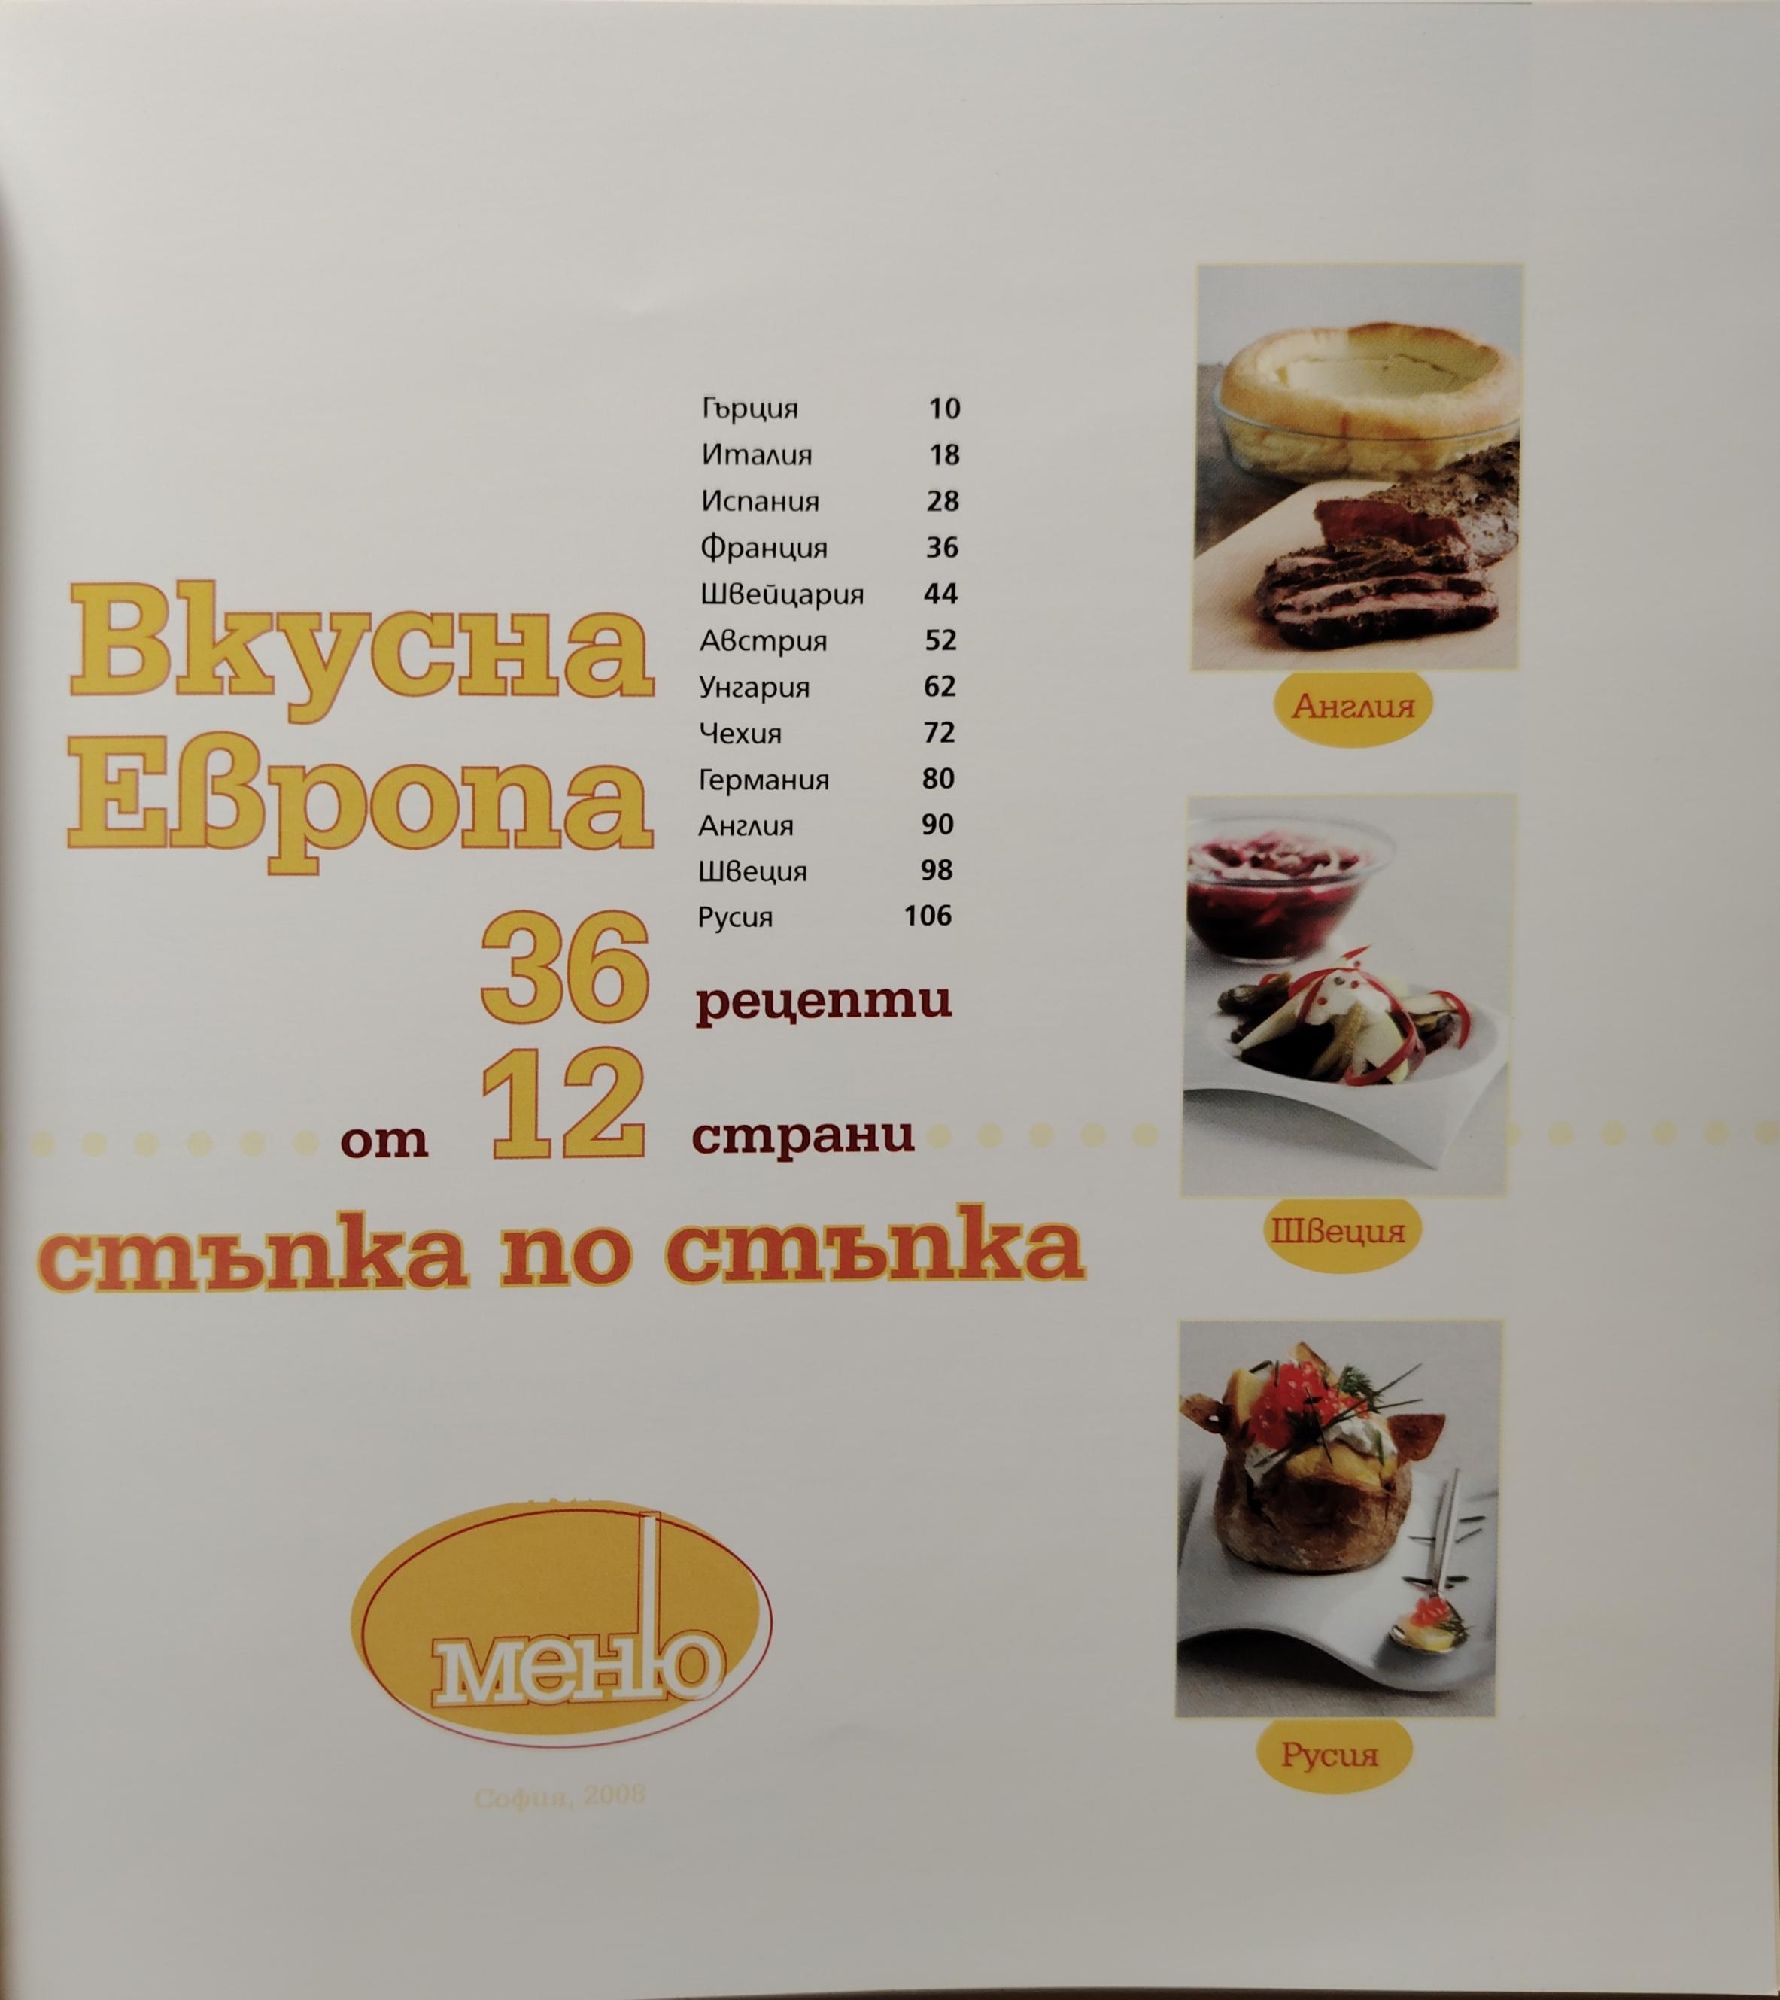 Вкусна
Европа
Гърция 10
Италия 18
Испания 28
Франция 36
Швейцария 44
Австрия 52
Унгария 62
Чехия 72
Германия 80
Англия 90
Швеция 98
Русия 106
36 рецепти
от 12 страни
стъпка по стъпка
меню
София, 2008
Англия
Швеция
Русия